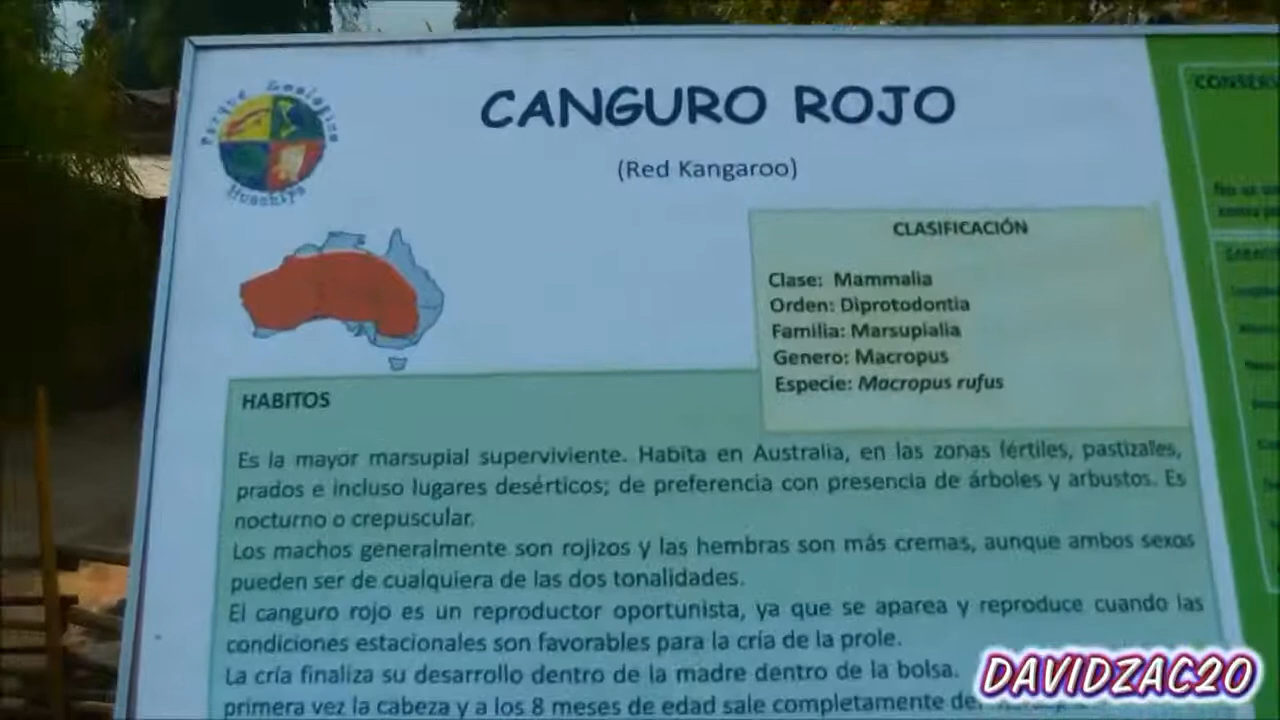 Parque Zoológico
Huachipa
CANGURO ROJO
(Red Kangaroo)
CLASIFICACIÓN
Clase: Mammalia
Orden: Diprotodontia
Familia: Marsupialia
Genero: Macropus
Especie: Macropus rufus
HABITOS
Es la mayor marsupial superviviente. Habita en Australia, en las zonas fértiles, pastizales,
prados e incluso lugares desérticos; de preferencia con presencia de árboles y arbustos. Es
nocturno o crepuscular.
Los machos generalmente son rojizos y las hembras son más cremas, aunque ambos sexos
pueden ser de cualquiera de las dos tonalidades.
El canguro rojo es un reproductor oportunista, ya que se aparea y reproduce cuando las
condiciones estacionales son favorables para la cría de la prole.
La cría finaliza su desarrollo dentro de la madre dentro de la bolsa.
primera vez la cabeza y a los 8 meses de edad sale completamente
DAVIDZAC20